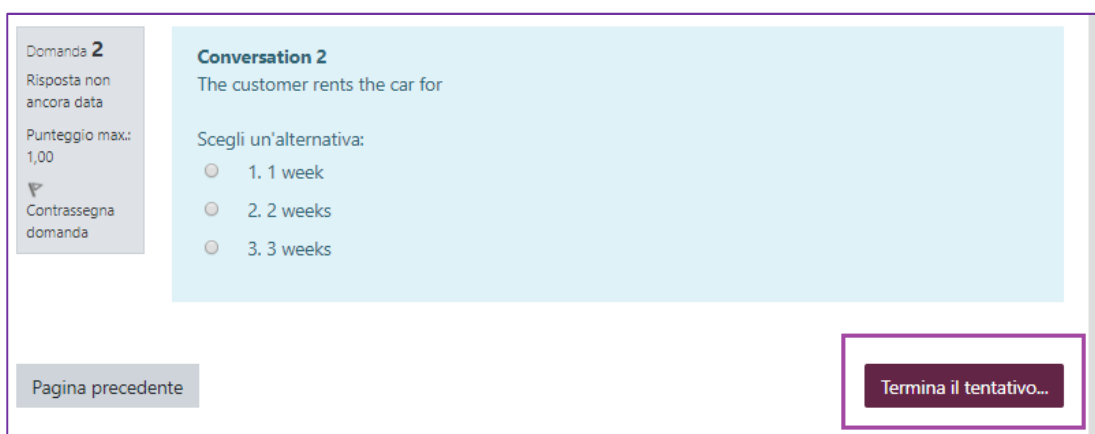 Domanda 2
Risposta non
ancora data
Punteggio max.:
1,00
Contrassegna
domanda
Conversation 2
The customer rents the car for
Scegli un'alternativa:
1. 1 week
2. 2 weeks
3. 3 weeks
Pagina precedente
Termina il tentativo...